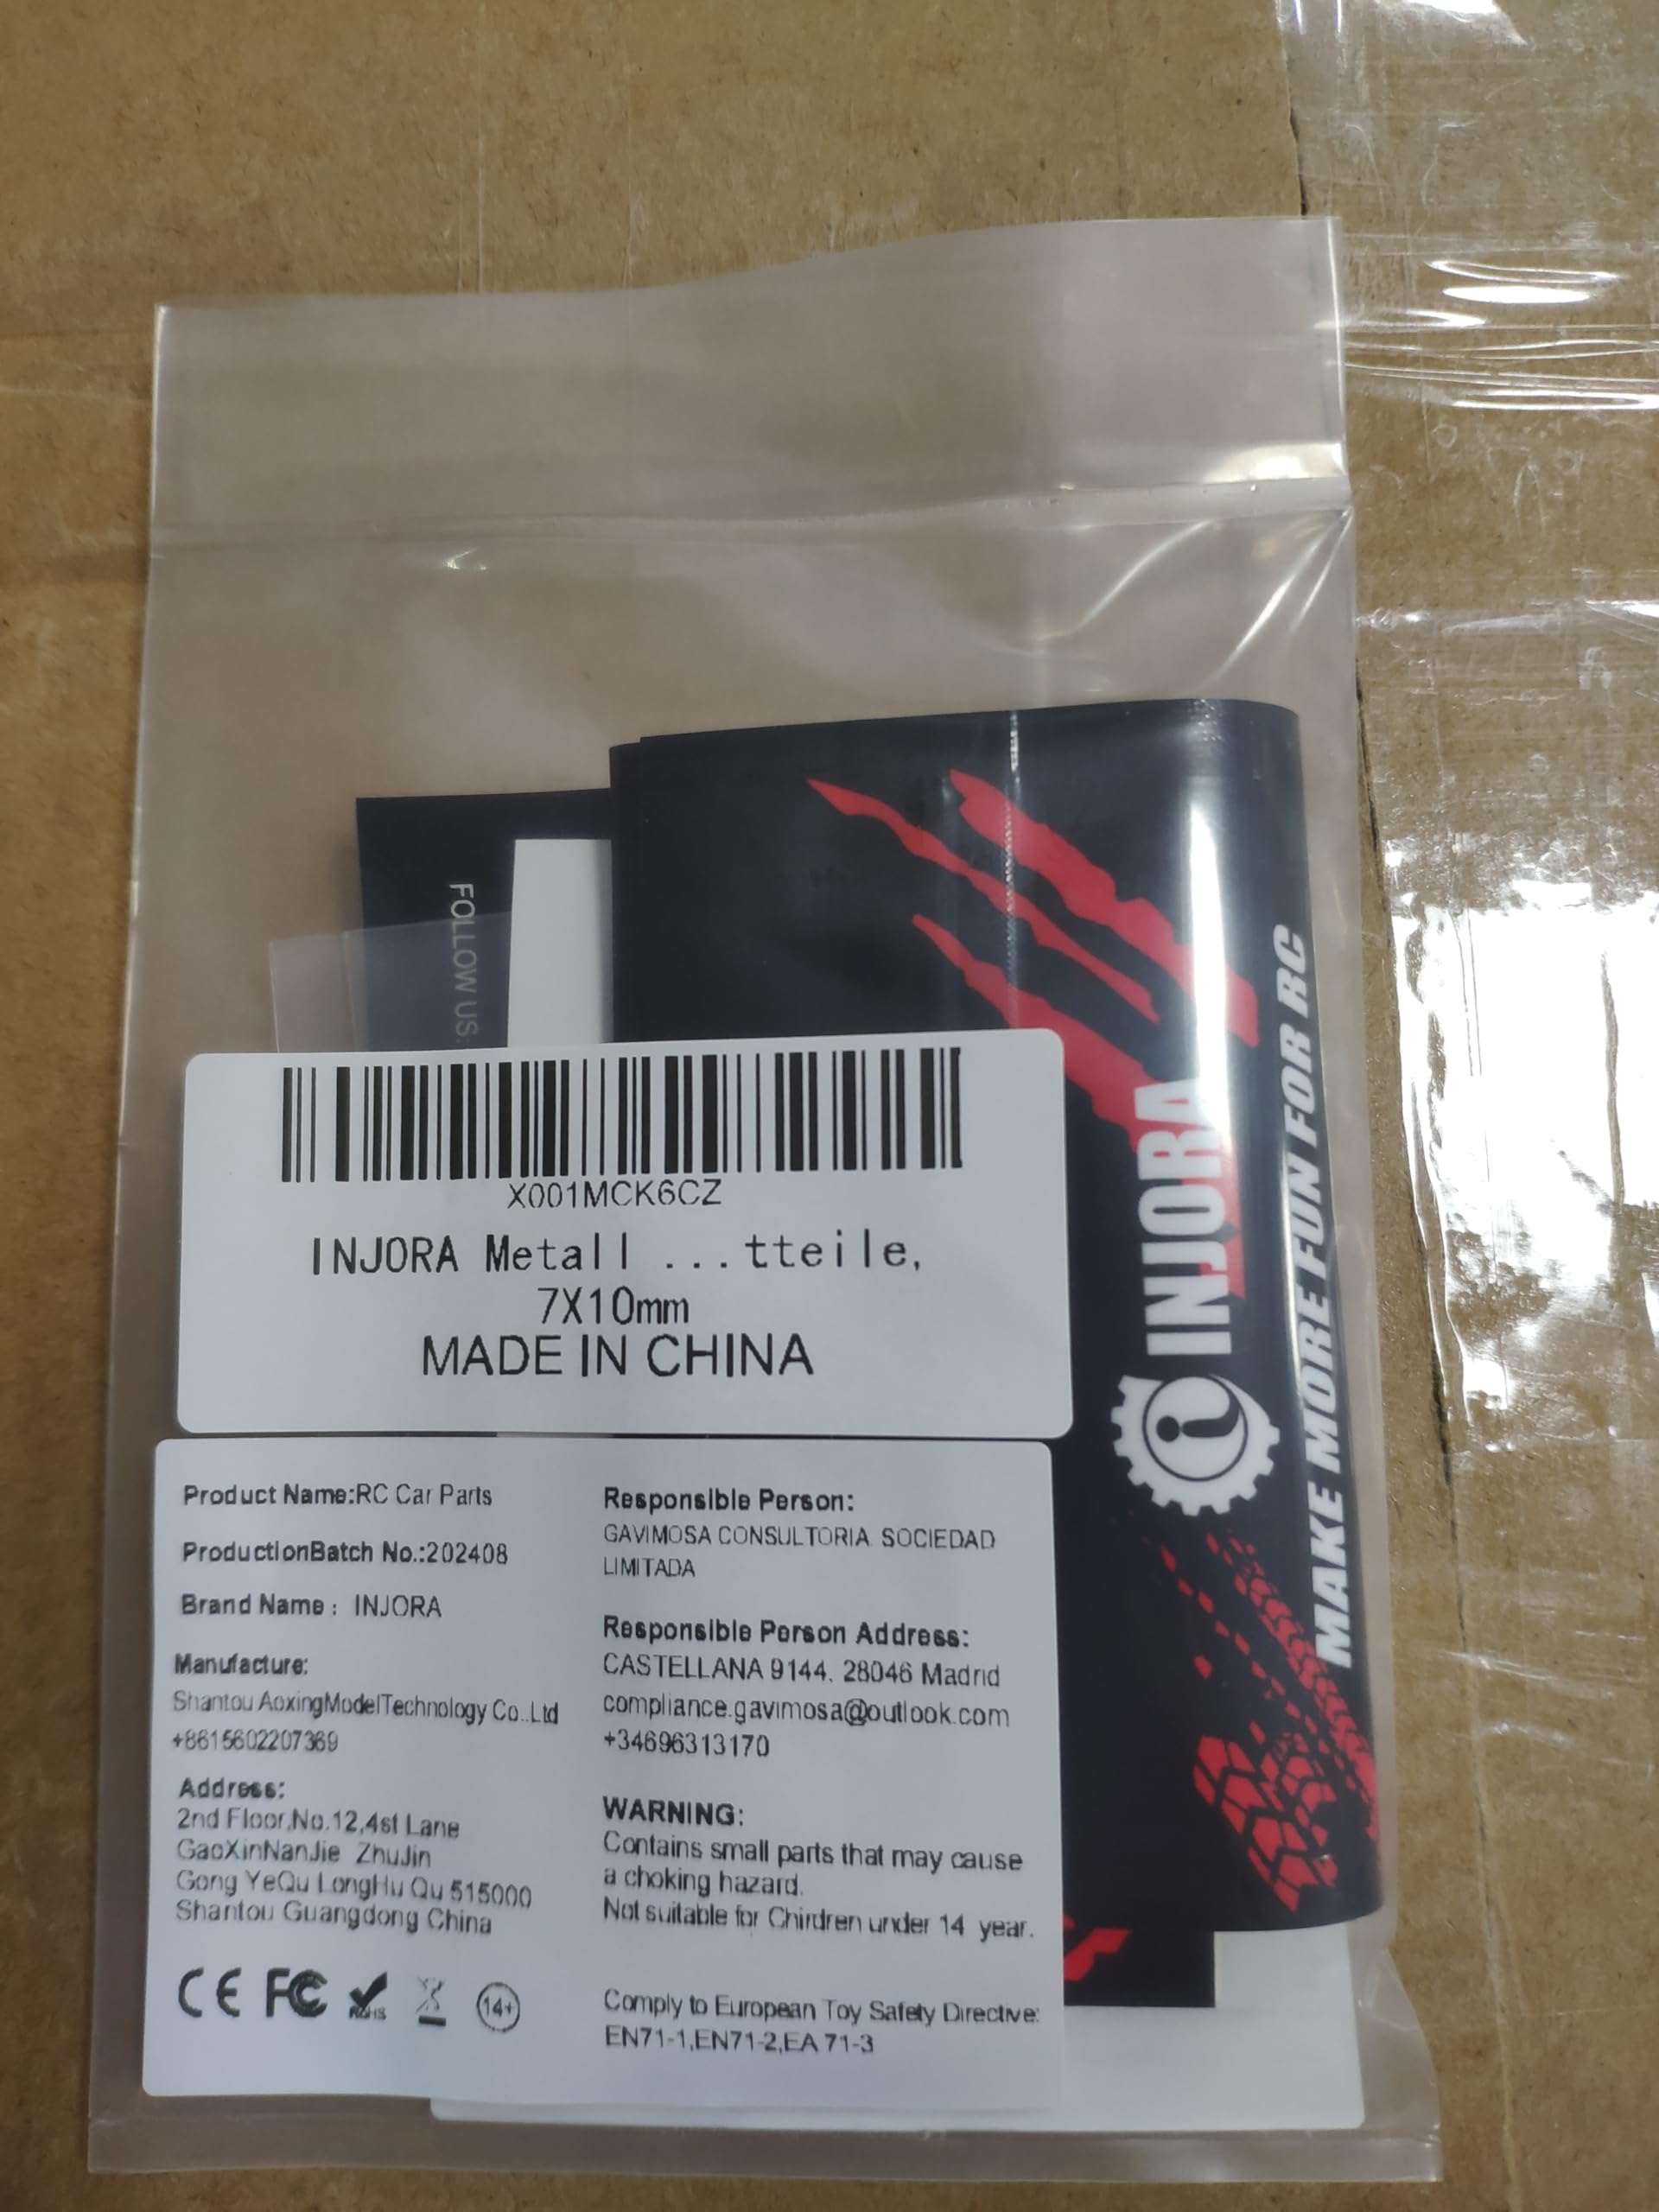 FOLLOW US:
INJORA
MAKE MORE FUN FOR RC
X001MCK6CZ
INJORA Metall ...tteile,
7X10mm
MADE IN CHINA
Product Name:RC Car Parts
ProductionBatch No.:202408
Brand Name: INJORA
Manufacture:
Shantou AoxingModelTechnology Co.,Ltd
+8615602207369
Address:
2nd Floor,No.12,4st Lane
GaoXinNanJie ZhuJin
Gong YeQu LongHu Qu 515000
Shantou Guangdong China
CE FC RoHS 14+
Responsible Person:
GAVIMOSA CONSULTORIA. SOCIEDAD
LIMITADA
Responsible Person Address:
CASTELLANA 9144. 28046 Madrid
compliance.gavimosa@outlook.com
+34696313170
WARNING:
Contains small parts that may cause
a choking hazard.
Not suitable for Chirdren under 14 year.
Comply to European Toy Safety Directive:
EN71-1,EN71-2,EA 71-3